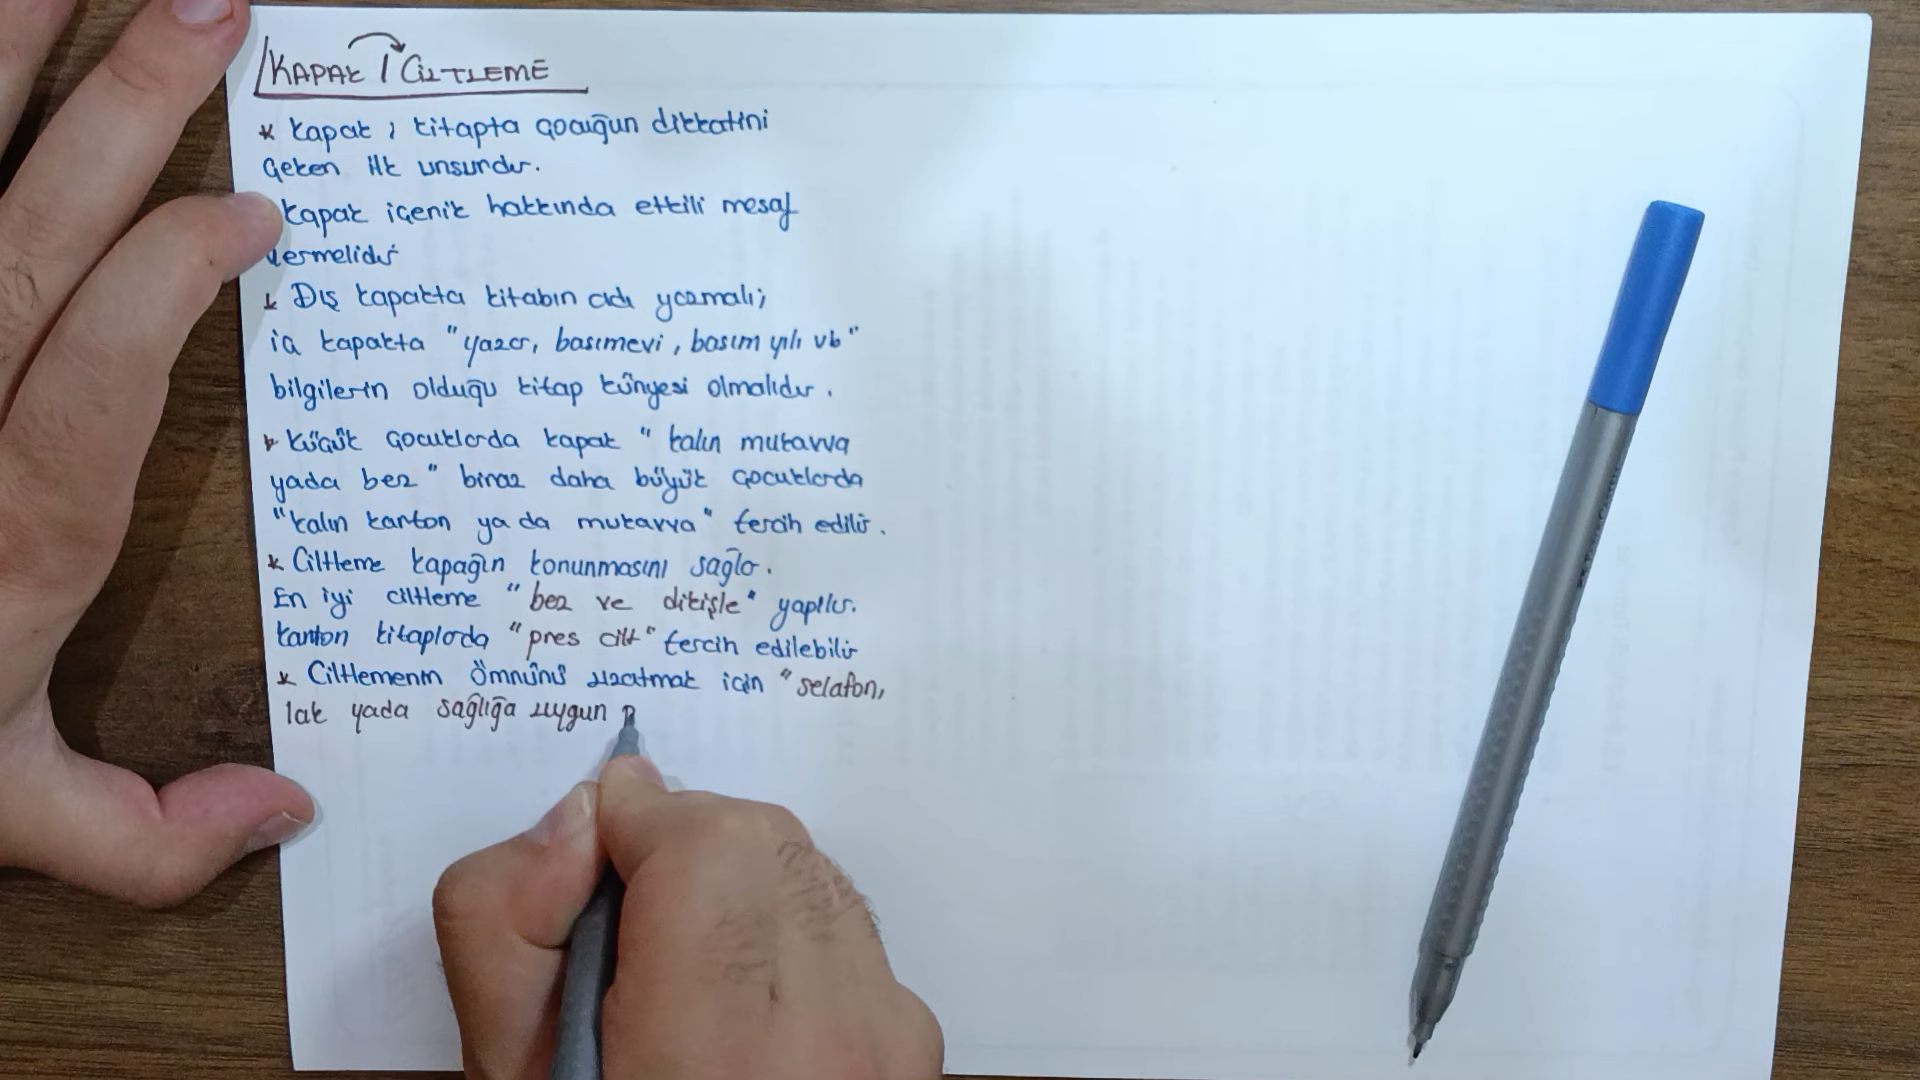 KAPAK / CİLTLEME
* Kapak ; kitapta çocuğun dikkatini
çeken ilk unsurdur.
Kapak içerik hakkında etkili mesaj
vermelidir
* Dış kapakta kitabın adı yazmalı;
iç kapakta "yazar, basımevi, basım yılı vb"
bilgilerin olduğu kitap künyesi olmalıdır.
* Küçük çocuklarda kapak "kalın mukavva
yada bez" biraz daha büyük çocuklarda
"kalın karton ya da mukavva" tercih edilir.
* Ciltleme kapağın korunmasını sağlar.
En iyi ciltleme "bez ve dikişle" yapılır.
Karton kitaplarda "pres cilt" tercih edilebilir
* Ciltlemenin ömrünü uzatmak için "selafon,
lak yada sağlığa uygun